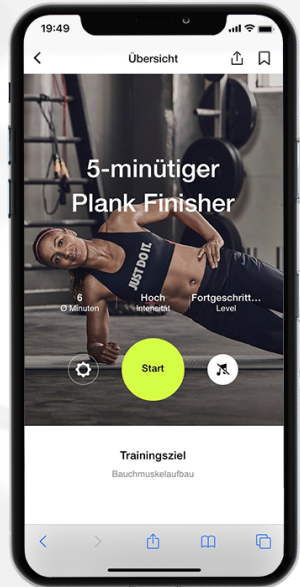 19:49
Übersicht
5-minütiger
Plank Finisher
JUST DO IT.
6 Hoch Fortgeschritt...
Ø Minuten Intensität Level
Start
Trainingsziel
Bauchmuskelaufbau